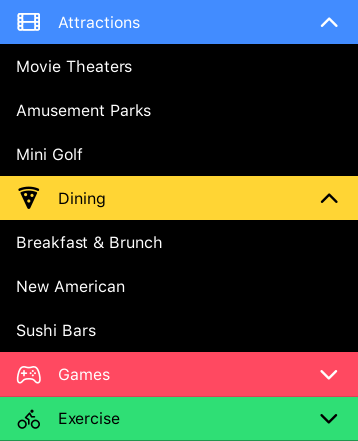 Attractions
Movie Theaters
Amusement Parks
Mini Golf
Dining
Breakfast & Brunch
New American
Sushi Bars
Games
Exercise